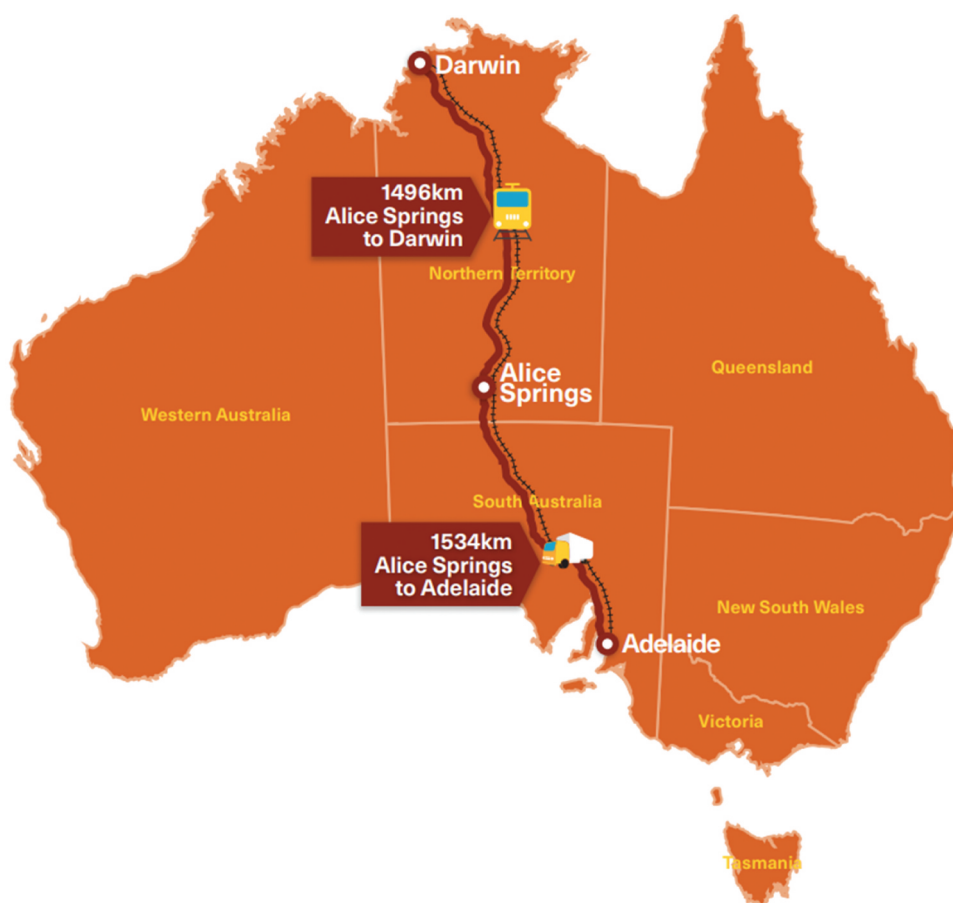 Darwin
1496km
Alice Springs
to Darwin
Northern Territory
Alice
Springs
Queensland
Western Australia
South Australia
1534km
Alice Springs
to Adelaide
New South Wales
Adelaide
Victoria
Tasmania